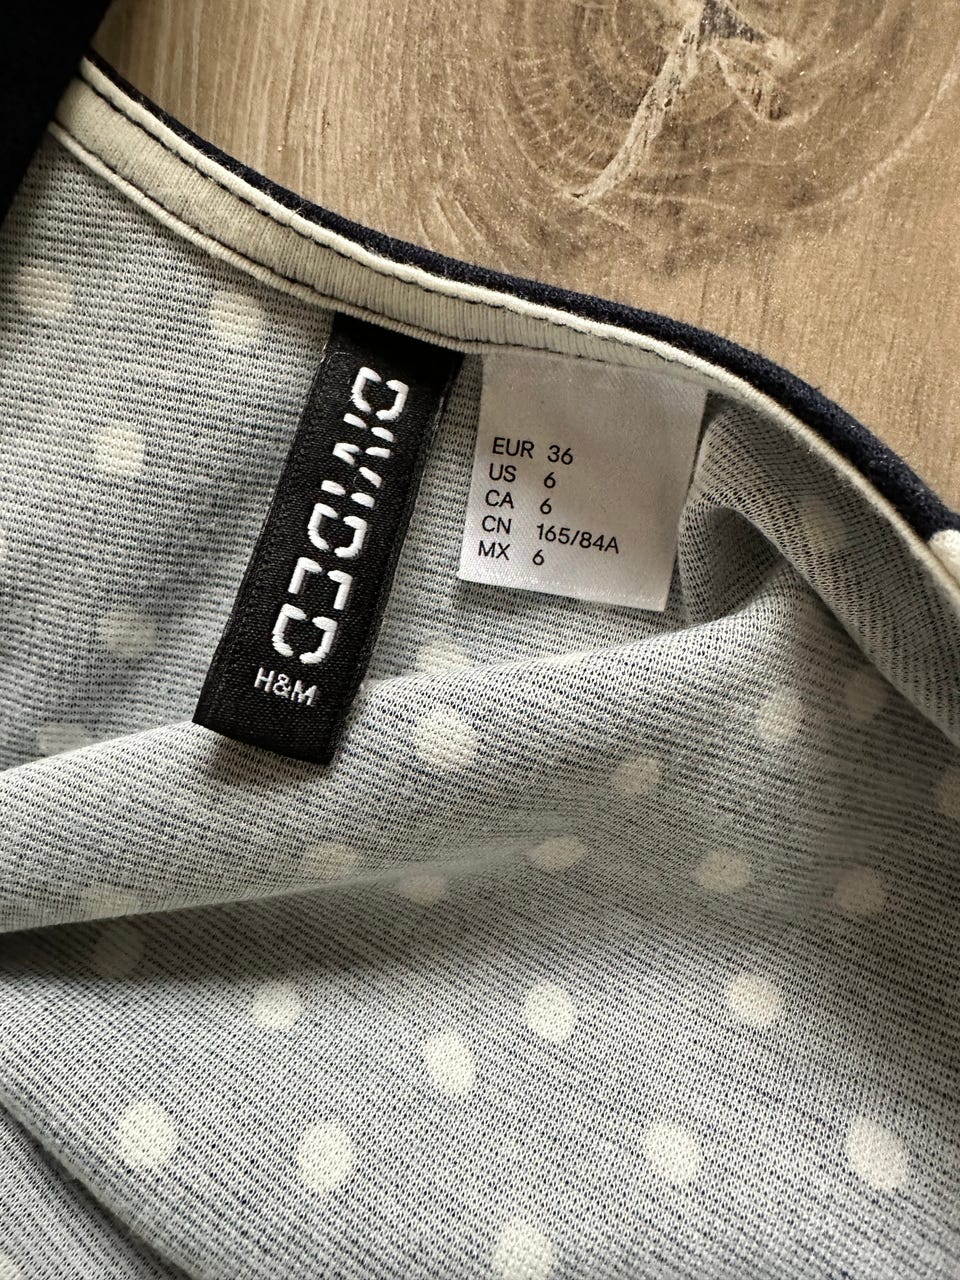 DIVIDED
H&M
EUR 36
US 6
CA 6
CN 165/84A
MX 6